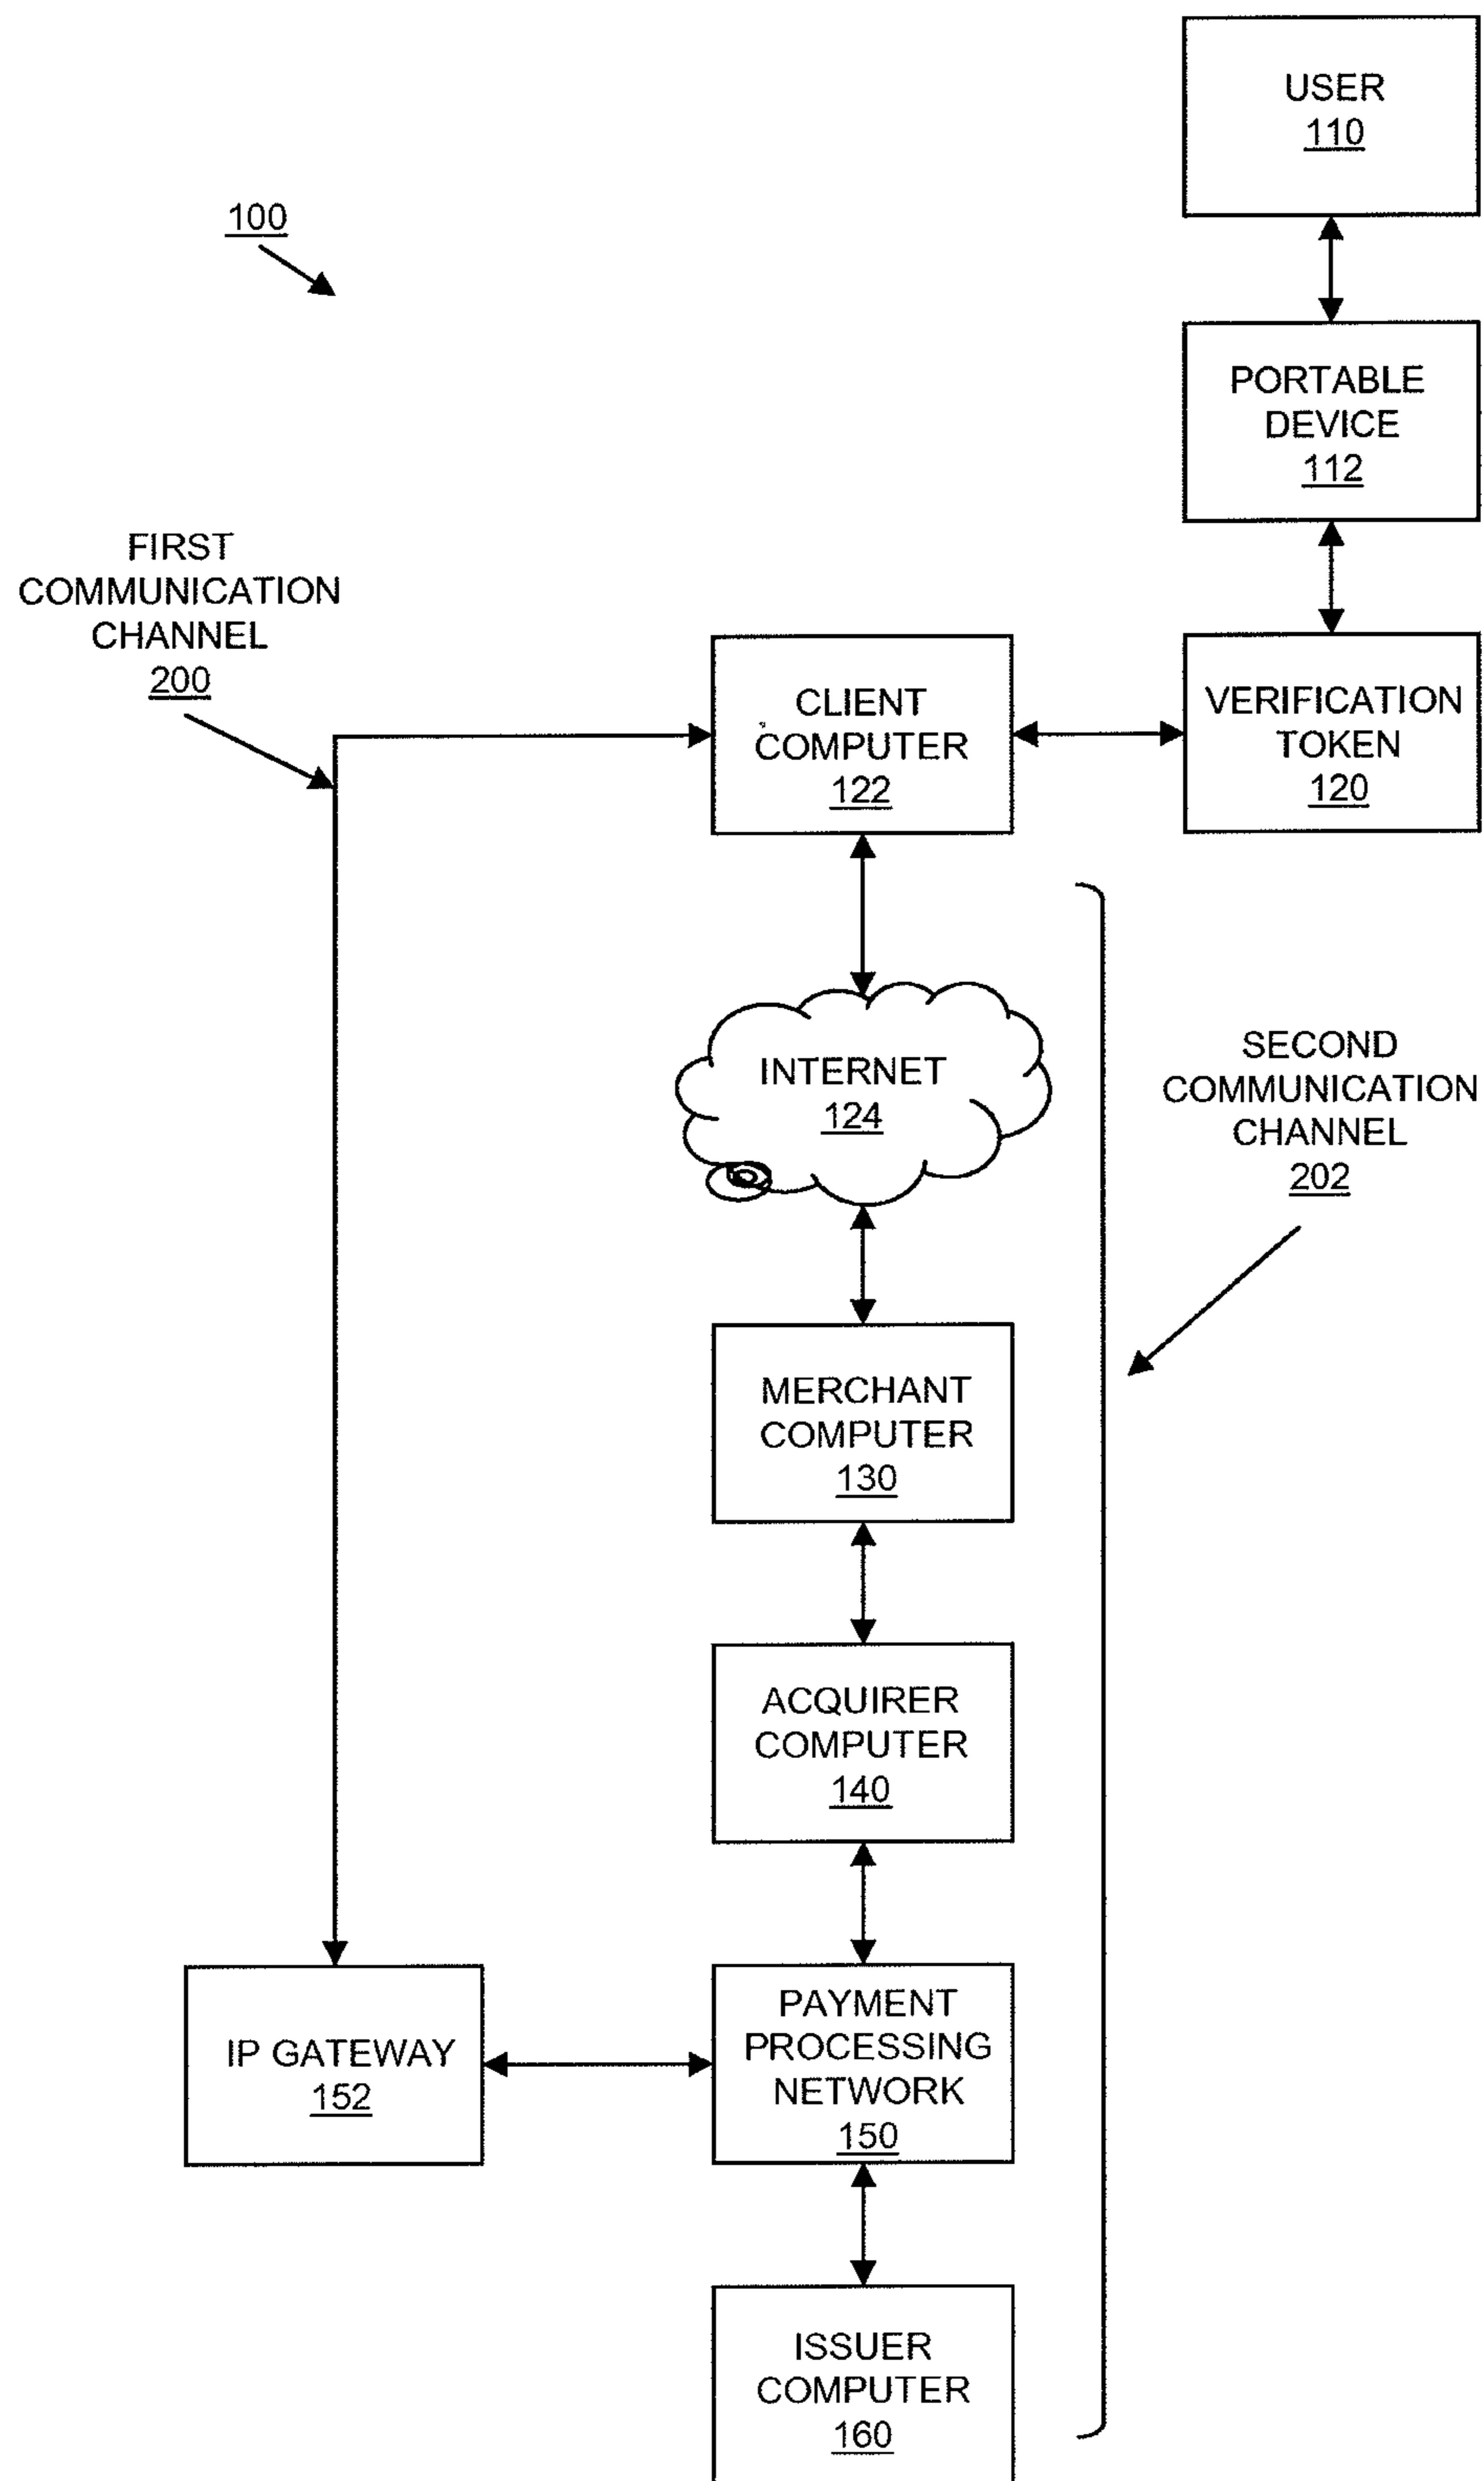 USER
110
100
PORTABLE
DEVICE
112
FIRST
COMMUNICATION
CHANNEL
200
CLIENT
COMPUTER
122
VERIFICATION
TOKEN
120
INTERNET
124
SECOND
COMMUNICATION
CHANNEL
202
MERCHANT
COMPUTER
130
ACQUIRER
COMPUTER
140
IP GATEWAY
152
PAYMENT
PROCESSING
NETWORK
150
ISSUER
COMPUTER
160